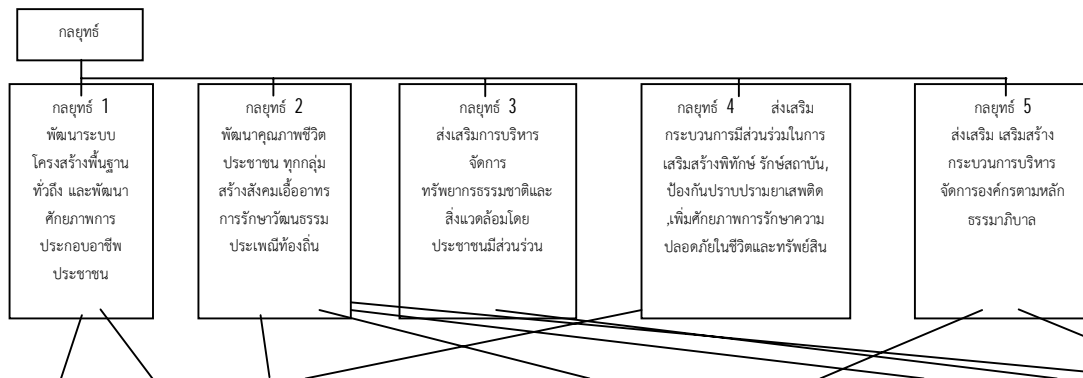 กลยุทธ์
กลยุทธ์ 1
พัฒนาระบบ
โครงสร้างพื้นฐาน
ทั่วถึง และพัฒนา
ศักยภาพการ
ประกอบอาชีพ
ประชาชน
กลยุทธ์ 2
พัฒนาคุณภาพชีวิต
ประชาชน ทุกกลุ่ม
สร้างสังคมเอื้ออาทร
การรักษาวัฒนธรรม
ประเพณีท้องถิ่น
กลยุทธ์ 3
ส่งเสริมการบริหาร
จัดการ
ทรัพยากรธรรมชาติและ
สิ่งแวดล้อมโดย
ประชาชนมีส่วนร่วน
กลยุทธ์ 4 ส่งเสริม
กระบวนการมีส่วนร่วมในการ
เสริมสร้างพิทักษ์ รักษ์สถาบัน,
ป้องกันปราบปรามยาเสพติด
,เพิ่มศักยภาพการรักษาความ
ปลอดภัยในชีวิตและทรัพย์สิน
กลยุทธ์ 5
ส่งเสริม เสริมสร้าง
กระบวนการบริหาร
จัดการองค์กรตามหลัก
ธรรมาภิบาล